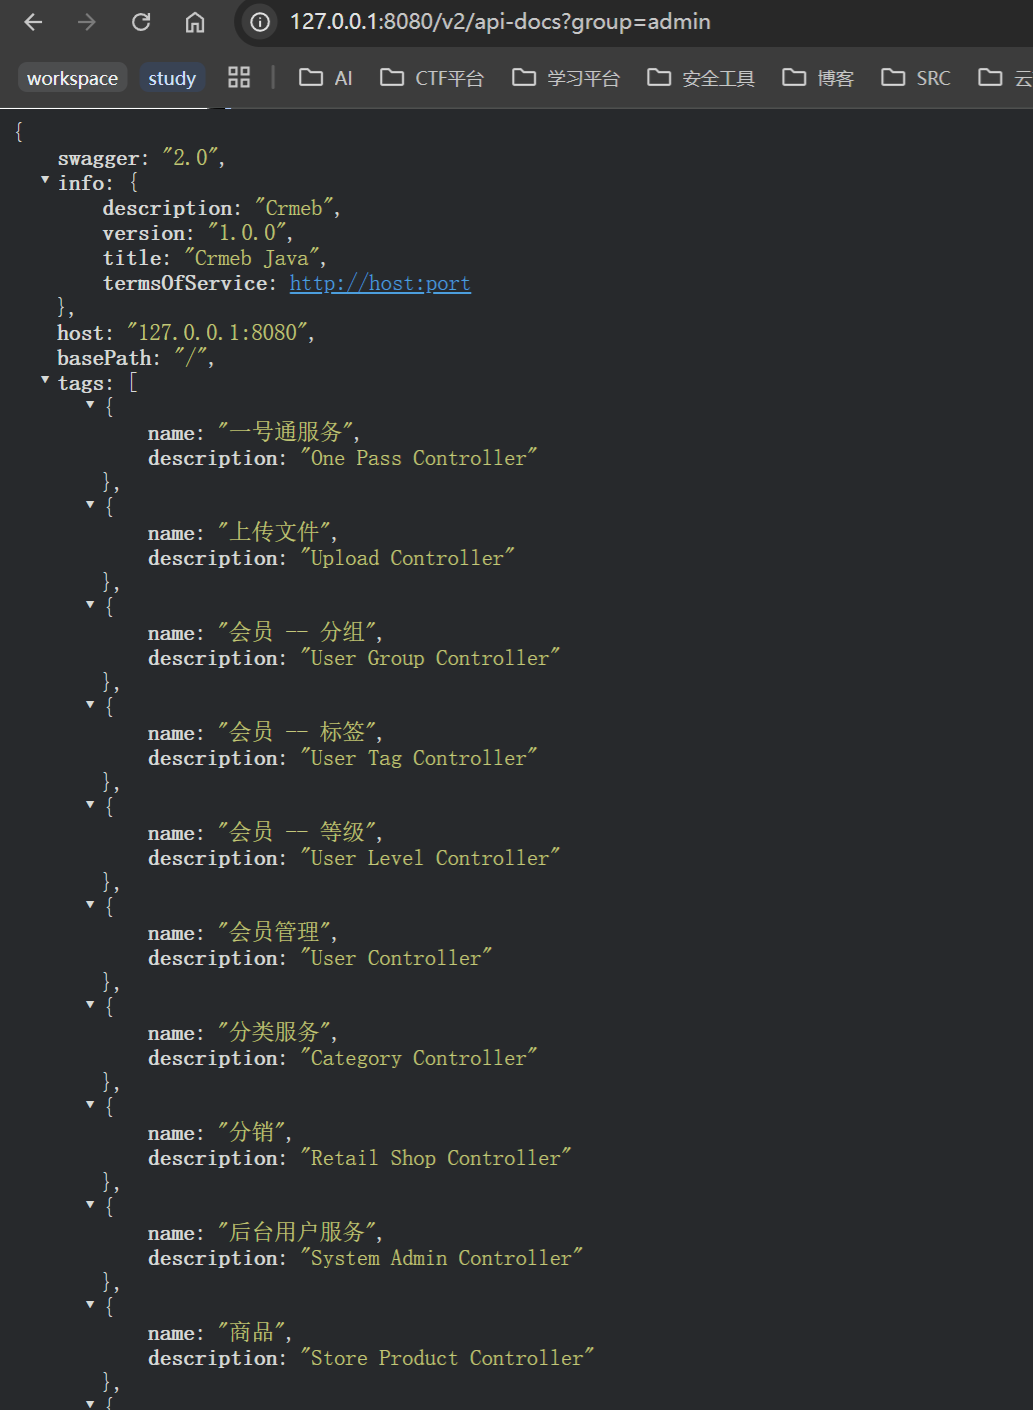 127.0.0.1:8080/v2/api-docs?group=admin
workspace study AI CTF平台 学习平台 安全工具 博客 SRC 云
{
swagger: "2.0",
info: {
description: "Crmeb",
version: "1.0.0",
title: "Crmeb Java",
termsOfService: http://host:port
},
host: "127.0.0.1:8080",
basePath: "/",
tags: [
{
name: "一号通服务",
description: "One Pass Controller"
},
{
name: "上传文件",
description: "Upload Controller"
},
{
name: "会员 -- 分组",
description: "User Group Controller"
},
{
name: "会员 -- 标签",
description: "User Tag Controller"
},
{
name: "会员 -- 等级",
description: "User Level Controller"
},
{
name: "会员管理",
description: "User Controller"
},
{
name: "分类服务",
description: "Category Controller"
},
{
name: "分销",
description: "Retail Shop Controller"
},
{
name: "后台用户服务",
description: "System Admin Controller"
},
{
name: "商品",
description: "Store Product Controller"
},
{